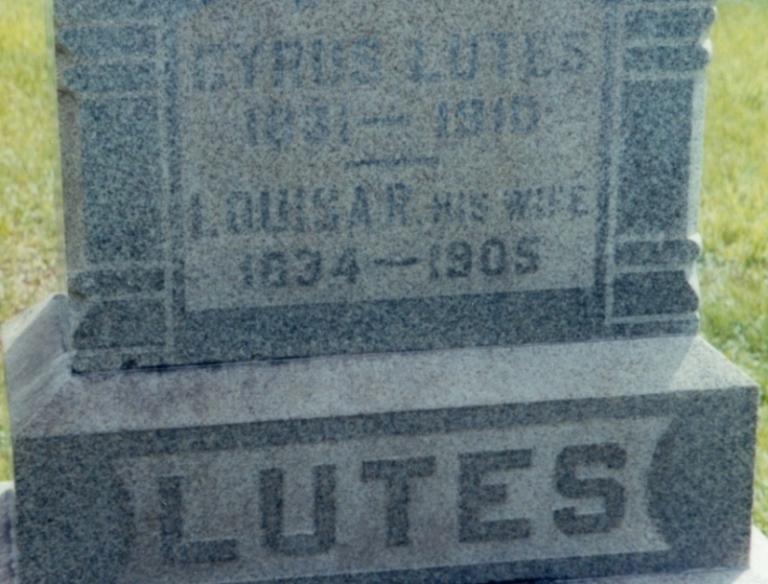 CYRUS LUTES
1831 — 1910
LOUISA R. HIS WIFE
1834 — 1905
LUTES